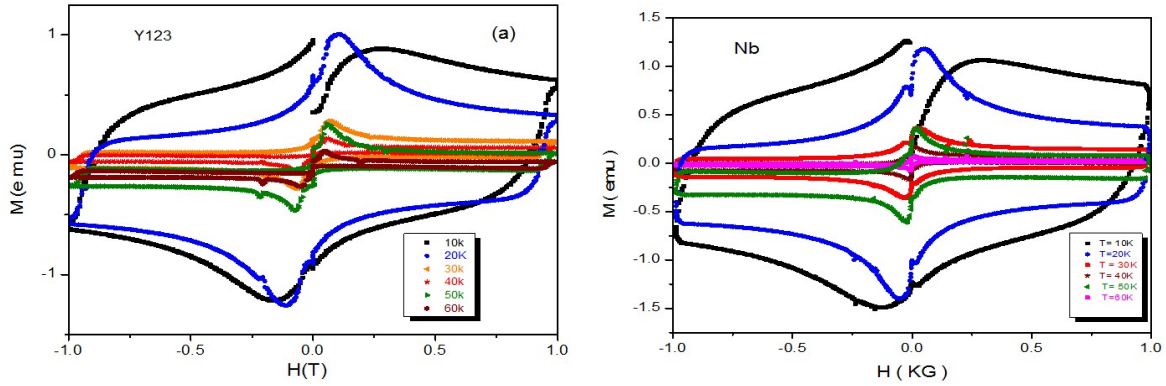 Y123
(a)
M (emu)
1
0
1
-1.0
-0.5
0.0
0.5
1.0
H(T)
10k
20K
30k
40k
50k
60k
Nb
M ( emu)
1.5
1.0
0.5
0.0
-0.5
-1.0
-1.5
-1.0
-0.5
0.0
0.5
1.0
H ( KG )
T= 10K
T=20K
T = 30K
T = 40K
T= 50K
T=60K